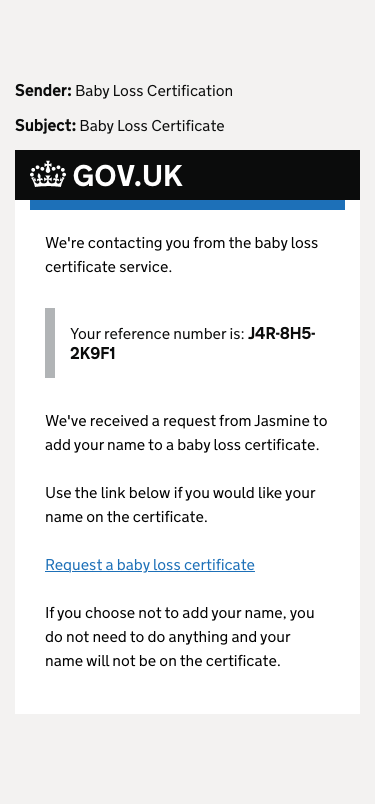 Sender: Baby Loss Certification
Subject: Baby Loss Certificate
GOV.UK
We're contacting you from the baby loss
certificate service.
Your reference number is: J4R-8H5-
2K9F1
We've received a request from Jasmine to
add your name to a baby loss certificate.
Use the link below if you would like your
name on the certificate.
Request a baby loss certificate
If you choose not to add your name, you
do not need to do anything and your
name will not be on the certificate.